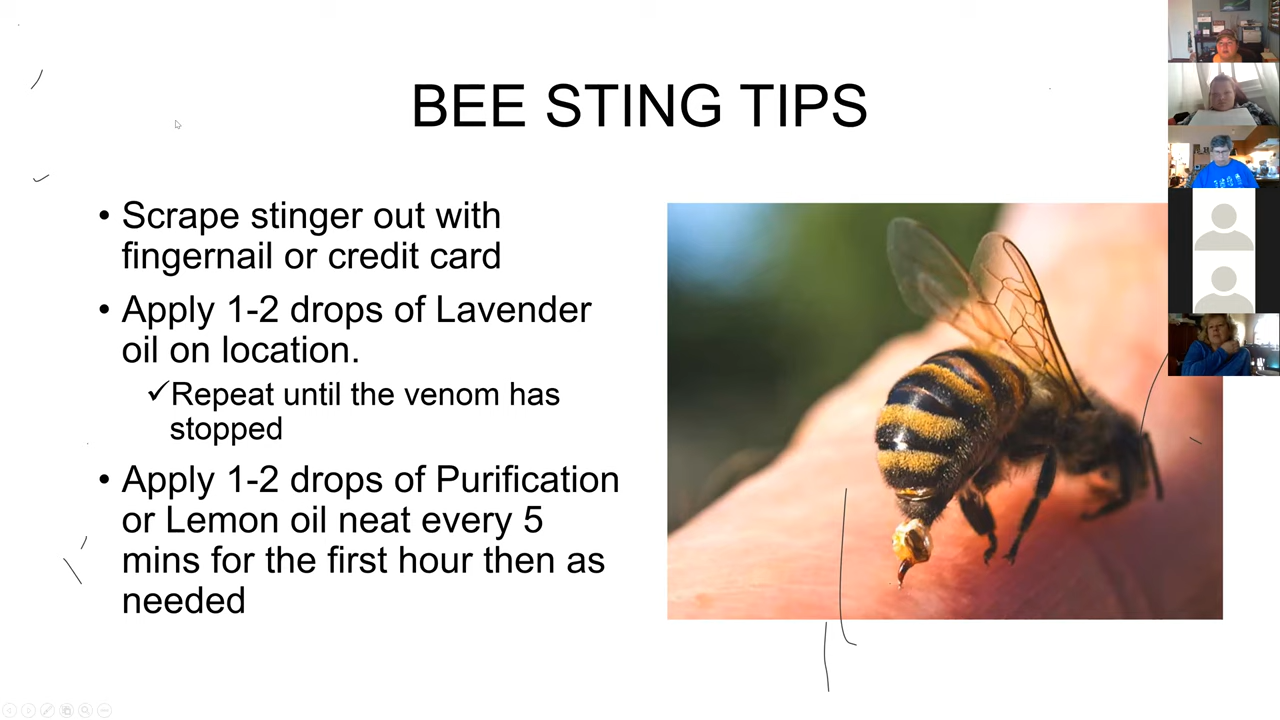 BEE STING TIPS
• Scrape stinger out with
fingernail or credit card
• Apply 1-2 drops of Lavender
oil on location.
✓Repeat until the venom has
stopped
• Apply 1-2 drops of Purification
or Lemon oil neat every 5
mins for the first hour then as
needed